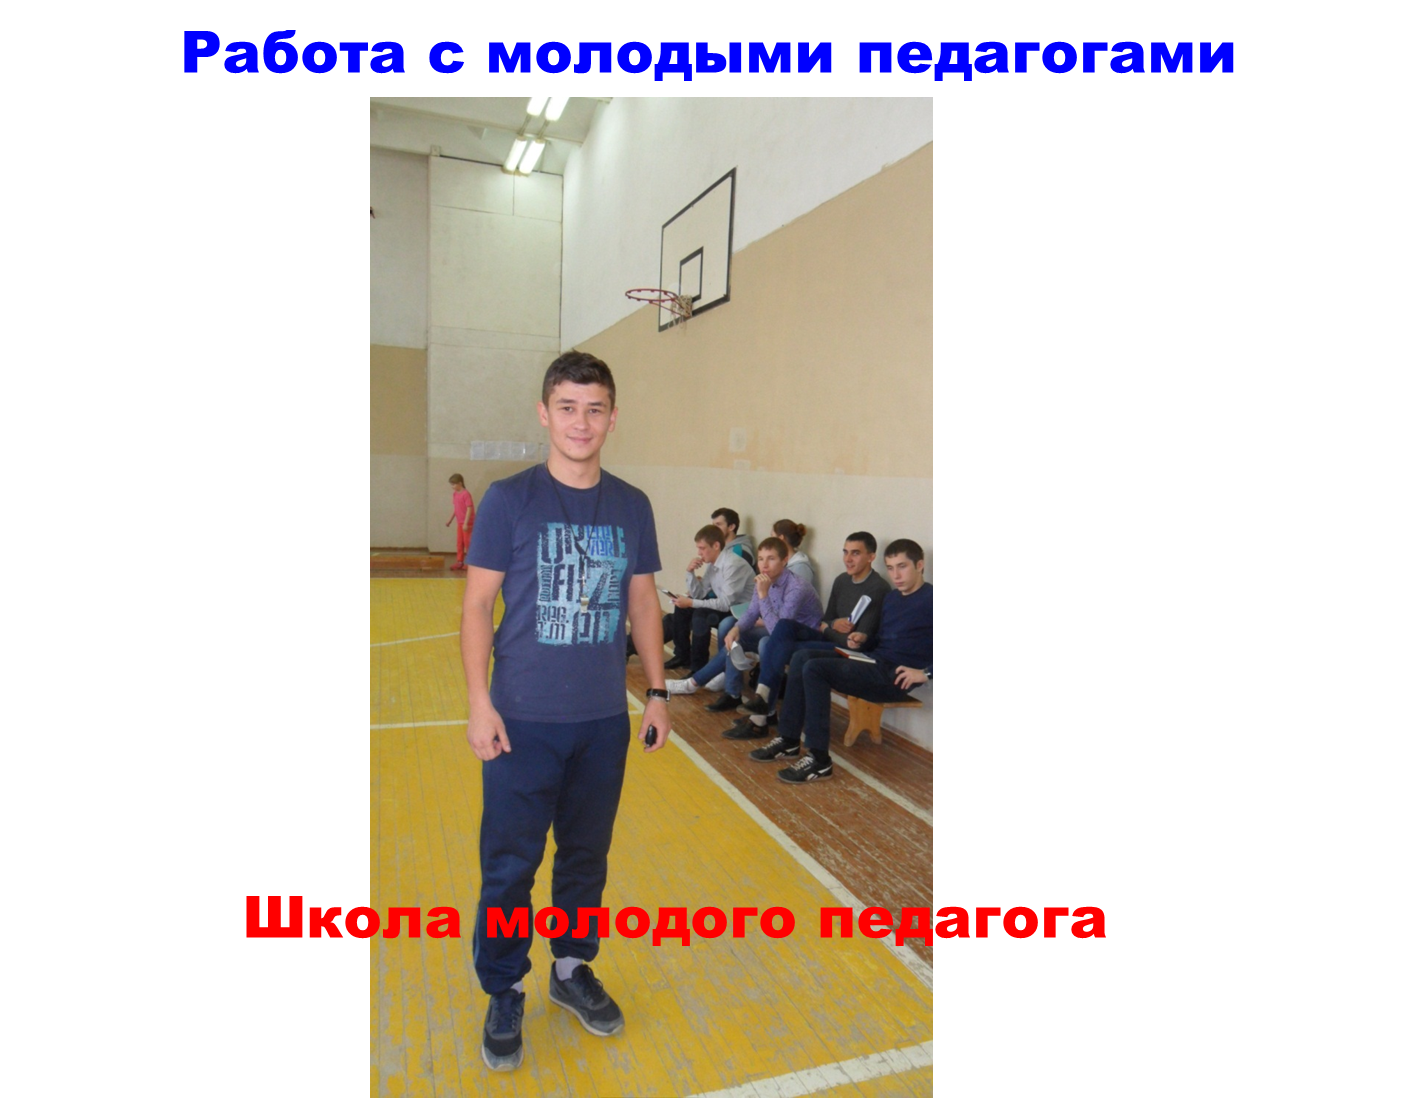 Работа с молодыми педагогами
Школа молодого педагога